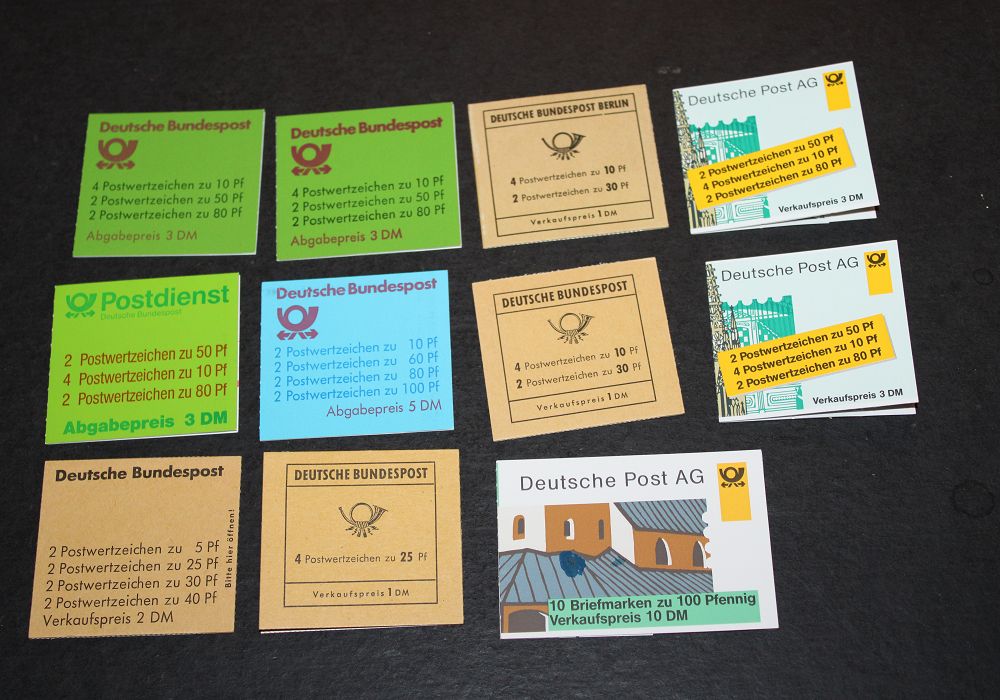 Deutsche Bundespost
4 Postwertzeichen zu 10 Pf
2 Postwertzeichen zu 50 Pf
2 Postwertzeichen zu 80 Pf
Abgabepreis 3 DM
Deutsche Bundespost
4 Postwertzeichen zu 10 Pf
2 Postwertzeichen zu 50 Pf
2 Postwertzeichen zu 80 Pf
Abgabepreis 3 DM
DEUTSCHE BUNDESPOST BERLIN
4 Postwertzeichen zu 10 Pf
2 Postwertzeichen zu 30 Pf
Verkaufspreis 1 DM
Deutsche Post AG
2 Postwertzeichen zu 50 Pf
4 Postwertzeichen zu 10 Pf
2 Postwertzeichen zu 80 Pf
Verkaufspreis 3 DM
Postdienst
Deutsche Bundespost
2 Postwertzeichen zu 50 Pf
4 Postwertzeichen zu 10 Pf
2 Postwertzeichen zu 80 Pf
Abgabepreis 3 DM
Deutsche Bundespost
2 Postwertzeichen zu 10 Pf
2 Postwertzeichen zu 60 Pf
2 Postwertzeichen zu 80 Pf
2 Postwertzeichen zu 100 Pf
Abgabepreis 5 DM
DEUTSCHE BUNDESPOST
4 Postwertzeichen zu 10 Pf
2 Postwertzeichen zu 30 Pf
Verkaufspreis 1 DM
Deutsche Post AG
2 Postwertzeichen zu 50 Pf
4 Postwertzeichen zu 10 Pf
2 Postwertzeichen zu 80 Pf
Verkaufspreis 3 DM
Deutsche Bundespost
2 Postwertzeichen zu 5 Pf
2 Postwertzeichen zu 25 Pf
2 Postwertzeichen zu 30 Pf
2 Postwertzeichen zu 40 Pf
Verkaufspreis 2 DM
Bitte hier öffnen!
DEUTSCHE BUNDESPOST
4 Postwertzeichen zu 25 Pf
Verkaufspreis 1 DM
Deutsche Post AG
10 Briefmarken zu 100 Pfennig
Verkaufspreis 10 DM